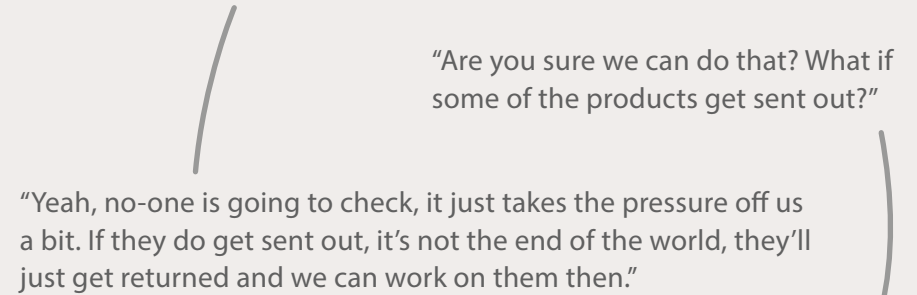 “Are you sure we can do that? What if
some of the products get sent out?”
“Yeah, no-one is going to check, it just takes the pressure off us
a bit. If they do get sent out, it’s not the end of the world, they’ll
just get returned and we can work on them then.”